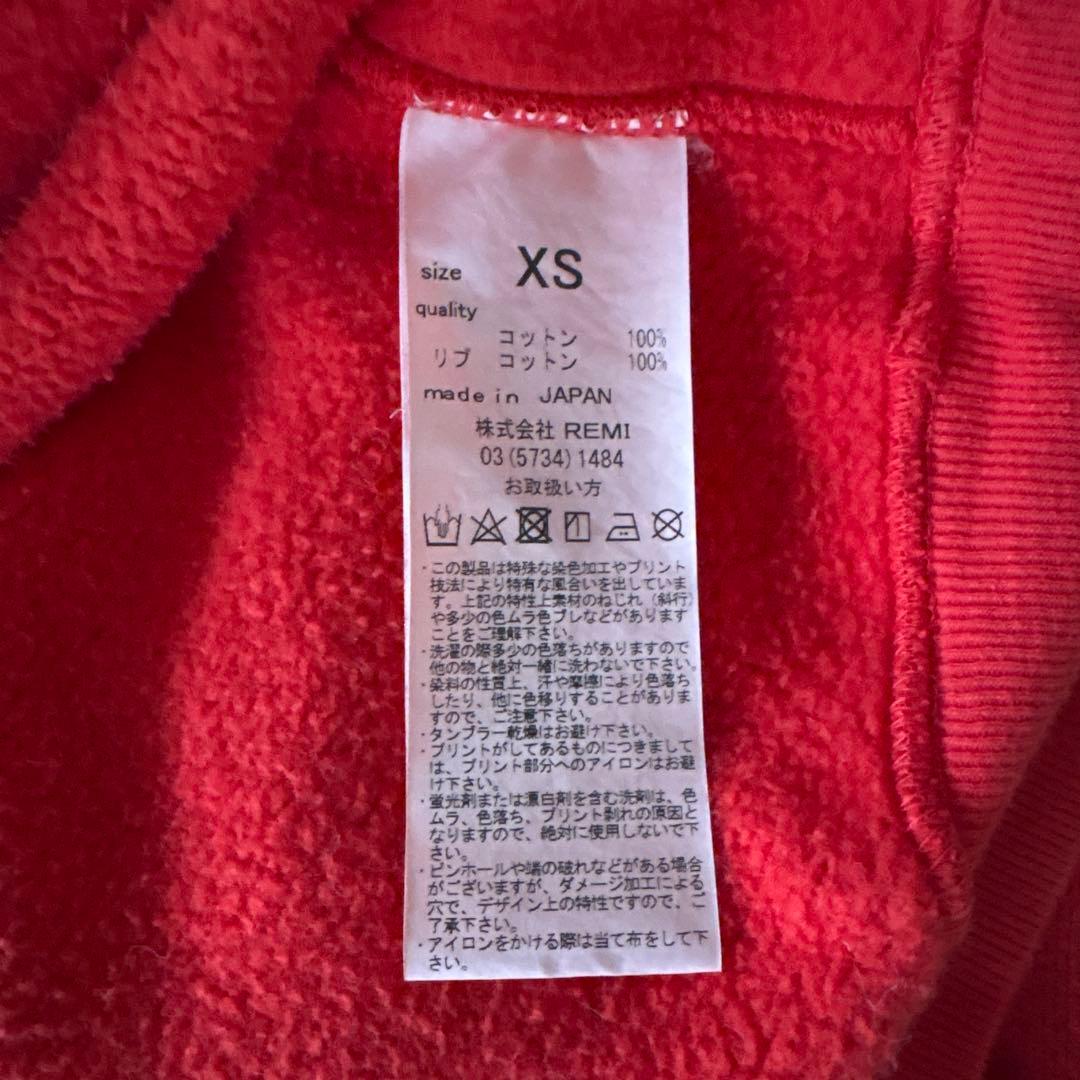 size XS
quality
コットン 100%
リブ コットン 100%
made in JAPAN
株式会社 REMI
03(5734)1484
お取扱い方
・この製品は特殊な染色加工やプリント
技法により特有な風合いを出していま
す。上記の特性上素材のねじれ（斜行）
や多少の色ムラ色ブレなどがあります
ことをご理解下さい。
・洗濯の際多少の色落ちがありますので
他の物と絶対一緒に洗わないで下さい。
・染料の性質上、汗や摩擦により色落ち
したり、他に色移りすることがありま
すので、ご注意下さい。
・タンブラー乾燥はお避け下さい。
・プリントがしてあるものにつきまして
は、プリント部分へのアイロンはお避
け下さい。
・蛍光剤または漂白剤を含む洗剤は、色
ムラ、色落ち、プリント剥れの原因と
なりますので、絶対に使用しないで下
さい。
・ピンホールや端の破れなどがある場合
がございますが、ダメージ加工による
穴で、デザイン上の特性ですので、ご
了承下さい。
・アイロンをかける際は当て布をして下
さい。